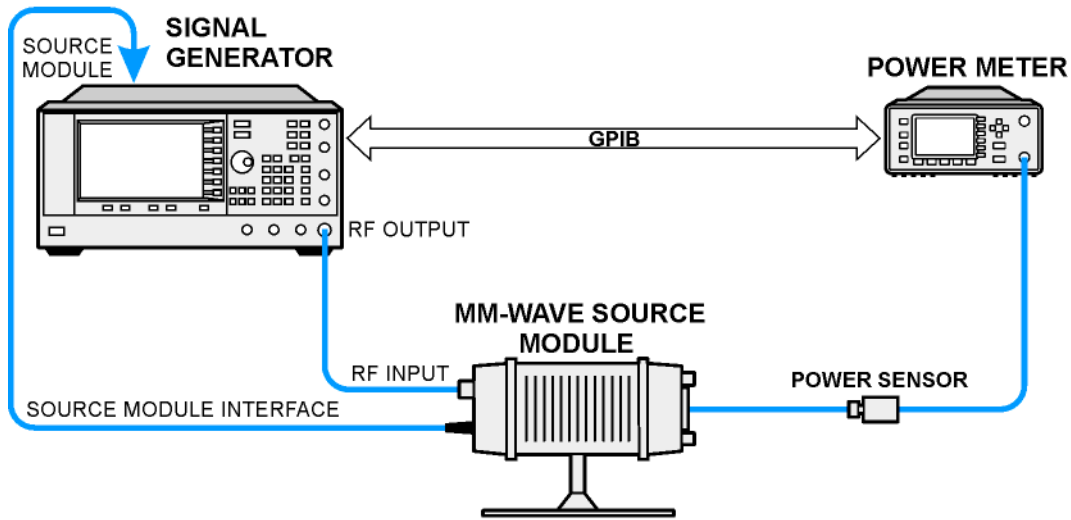 SIGNAL
GENERATOR
SOURCE
MODULE
POWER METER
GPIB
RF OUTPUT
MM-WAVE SOURCE
MODULE
RF INPUT
POWER SENSOR
SOURCE MODULE INTERFACE